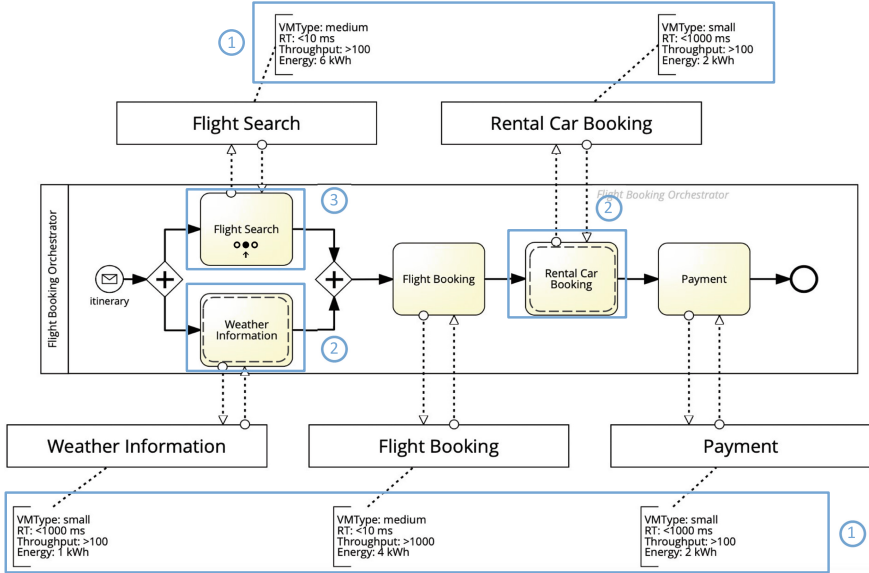 1
VMType: medium
RT: <10 ms
Throughput: >100
Energy: 6 kWh
VMType: small
RT: <1000 ms
Throughput: >100
Energy: 2 kWh
Flight Search
Rental Car Booking
Flight Booking Orchestrator
Flight Booking Orchestrator
3
2
Flight Search
itinerary
Weather
Information
2
Flight Booking
Rental Car
Booking
Payment
Weather Information
Flight Booking
Payment
VMType: small
RT: <1000 ms
Throughput: >100
Energy: 1 kWh
VMType: medium
RT: <10 ms
Throughput: >1000
Energy: 4 kWh
VMType: small
RT: <1000 ms
Throughput: >100
Energy: 2 kWh
1